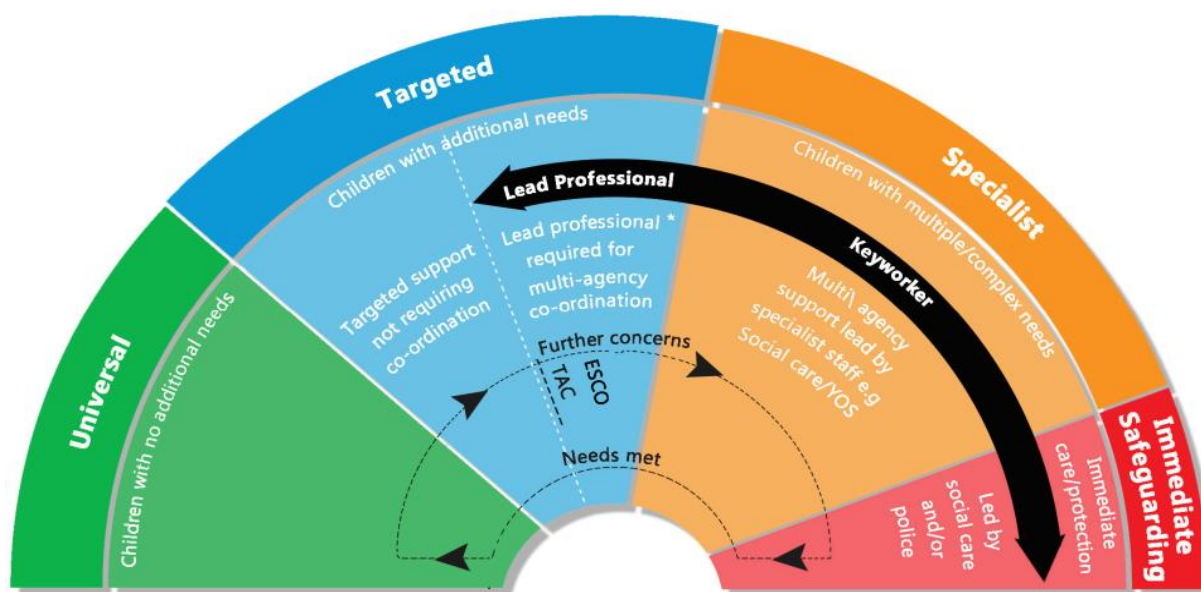 Universal
Children with no additional needs
Targeted
Children with additional needs
Targeted support
not requiring
co-ordination
Lead Professional
Lead professional *
required for
multi-agency
co-ordination
Further concerns
ESCO
TAC
Needs met
Specialist
Children with multiple/complex needs
Keyworker
Multi\ agency
support lead by
specialist staff e.g
Social care/YOS
Immediate
Safeguarding
Immediate
care/protection
Led by
social care
and/or
police